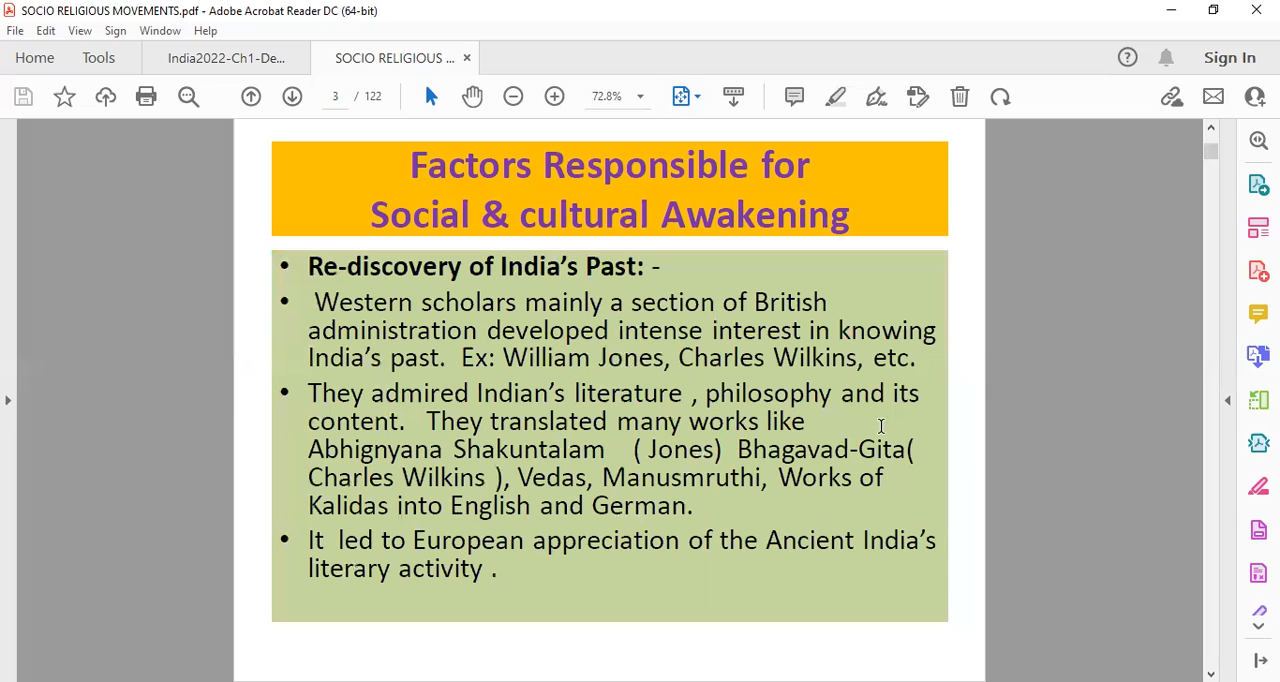 SOCIO RELIGIOUS MOVEMENTS.pdf - Adobe Acrobat Reader DC (64-bit)
File Edit View Sign Window Help
Home Tools India2022-Ch1-De... SOCIO RELIGIOUS ... × Sign In
3 / 122 72.8%
Factors Responsible for
Social & cultural Awakening
• Re-discovery of India's Past: -
• Western scholars mainly a section of British
administration developed intense interest in knowing
India's past. Ex: William Jones, Charles Wilkins, etc.
• They admired Indian's literature , philosophy and its
content. They translated many works like
Abhignyana Shakuntalam ( Jones) Bhagavad-Gita(
Charles Wilkins ), Vedas, Manusmruthi, Works of
Kalidas into English and German.
• It led to European appreciation of the Ancient India's
literary activity .